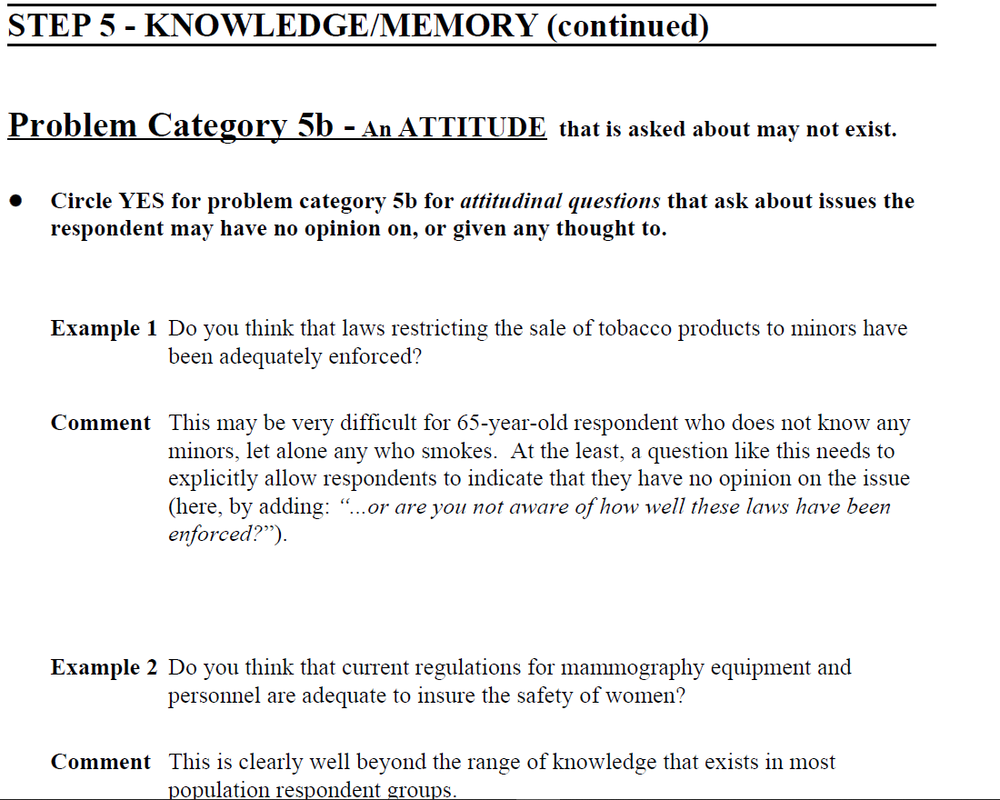 STEP 5 - KNOWLEDGE/MEMORY (continued)
Problem Category 5b - An ATTITUDE that is asked about may not exist.
● Circle YES for problem category 5b for attitudinal questions that ask about issues the
respondent may have no opinion on, or given any thought to.
Example 1 Do you think that laws restricting the sale of tobacco products to minors have
been adequately enforced?
Comment This may be very difficult for 65-year-old respondent who does not know any
minors, let alone any who smokes. At the least, a question like this needs to
explicitly allow respondents to indicate that they have no opinion on the issue
(here, by adding: “...or are you not aware of how well these laws have been
enforced?”).
Example 2 Do you think that current regulations for mammography equipment and
personnel are adequate to insure the safety of women?
Comment This is clearly well beyond the range of knowledge that exists in most
population respondent groups.